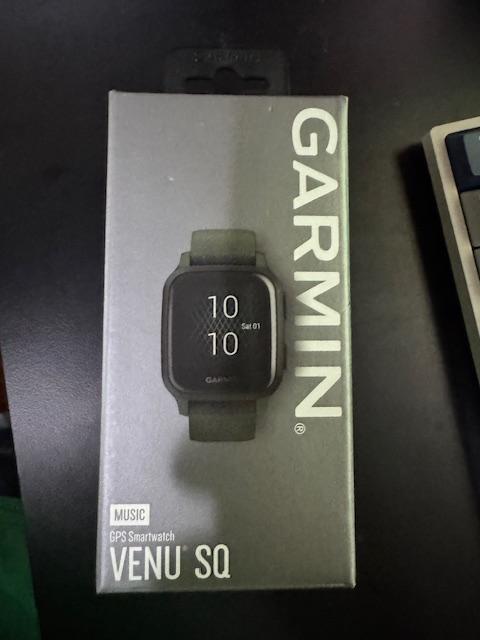 GARMIN®
10
Sat 01
10
GARMIN
MUSIC
GPS Smartwatch
VENU® SQ